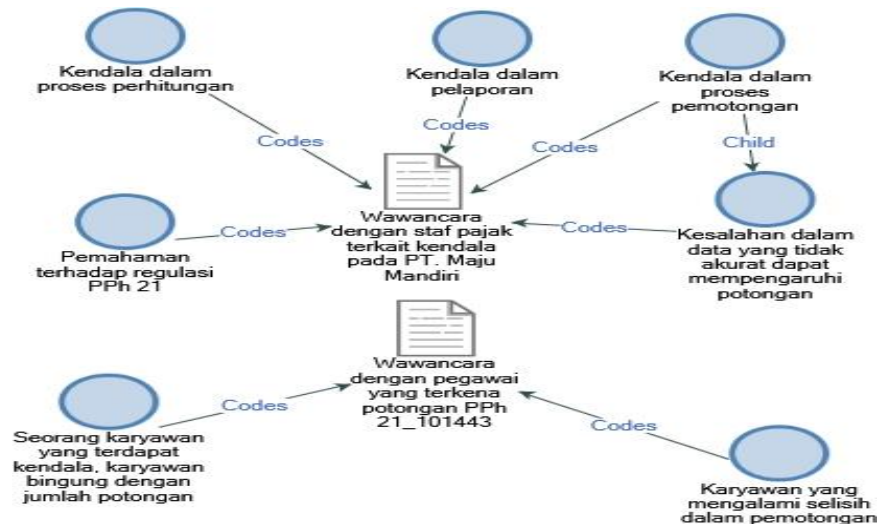 Kendala dalam
proses perhitungan
Kendala dalam
pelaporan
Kendala dalam
proses
pemotongan
Codes
Codes
Codes
Child
Wawancara
dengan staf pajak
terkait kendala
pada PT. Maju
Mandiri
Pemahaman
terhadap regulasi
PPh 21
Codes
Codes
Kesalahan dalam
data yang tidak
akurat dapat
mempengaruhi
potongan
Wawancara
dengan pegawai
yang terkena
potongan PPh
21_101443
Codes
Codes
Seorang karyawan
yang terdapat
kendala, karyawan
bingung dengan
jumlah potongan
Karyawan yang
mengalami selisih
dalam pemotongan